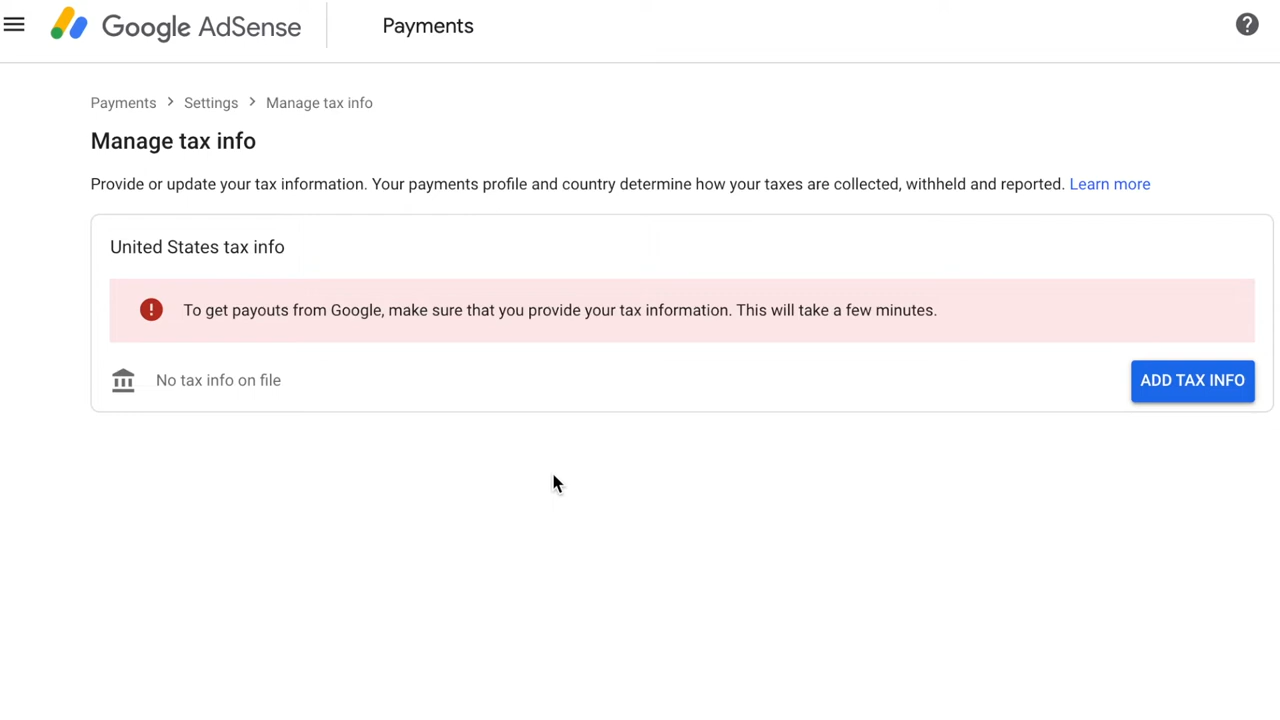 Google AdSense
Payments
Payments > Settings > Manage tax info
Manage tax info
Provide or update your tax information. Your payments profile and country determine how your taxes are collected, withheld and reported. Learn more
United States tax info
To get payouts from Google, make sure that you provide your tax information. This will take a few minutes.
No tax info on file
ADD TAX INFO